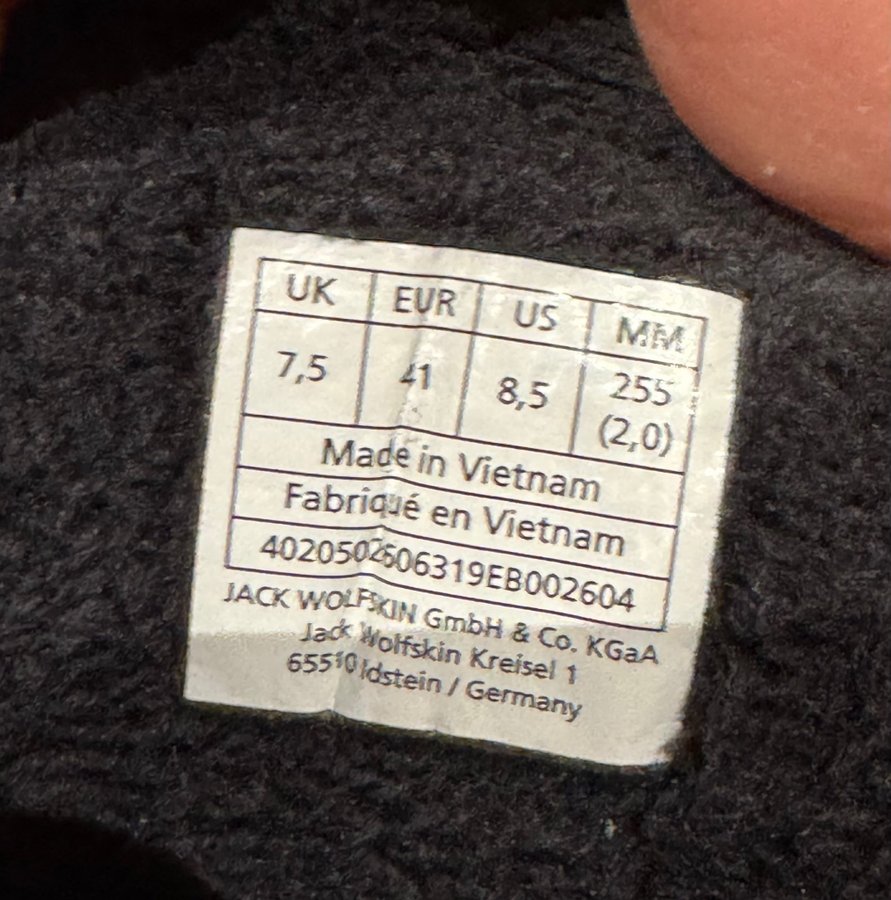 UK EUR US MM
7,5 41 8,5 255
(2,0)
Made in Vietnam
Fabriqué en Vietnam
4020502606319EB002604
JACK WOLFSKIN GmbH & Co. KGaA
Jack Wolfskin Kreisel 1
65510 Idstein / Germany